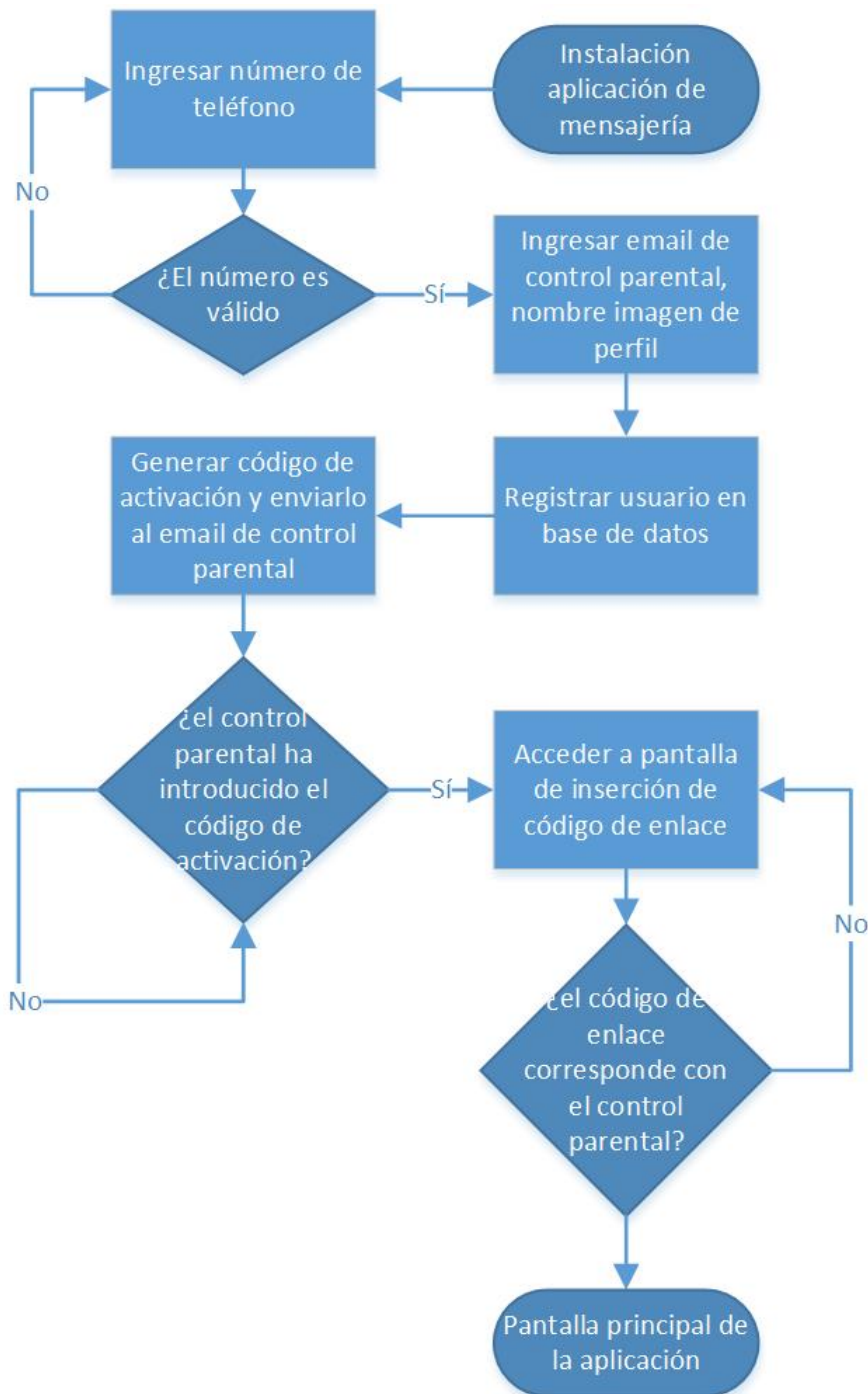 Ingresar número de
teléfono
Instalación
aplicación de
mensajería
No
¿El número es
válido
Sí
Ingresar email de
control parental,
nombre imagen de
perfil
Generar código de
activación y enviarlo
al email de control
parental
Registrar usuario en
base de datos
¿el control
parental ha
introducido el
código de
activación?
Sí
Acceder a pantalla
de inserción de
código de enlace
No
No
¿el código de
enlace
corresponde con
el control
parental?
Pantalla principal de
la aplicación